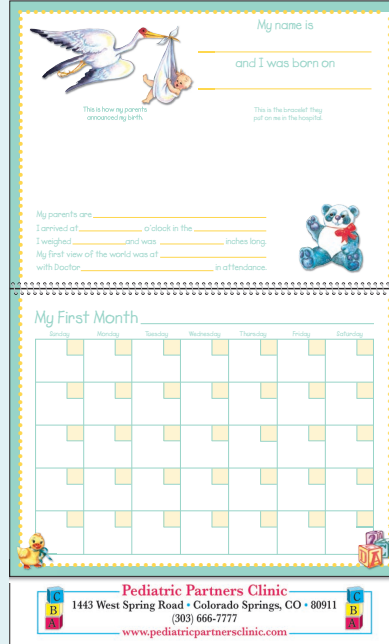 My name is
and I was born on
This is how my parents
announced my birth.
This is the bracelet they
put on me in the hospital.
My parents are
I arrived at o'clock in the
I weighed and was inches long.
My first view of the world was at
with Doctor in attendance.
My First Month
Sunday Monday Tuesday Wednesday Thursday Friday Saturday
C
B
A
Pediatric Partners Clinic
1443 West Spring Road • Colorado Springs, CO • 80911
(303) 666-7777
www.pediatricpartnersclinic.com
C
B
A